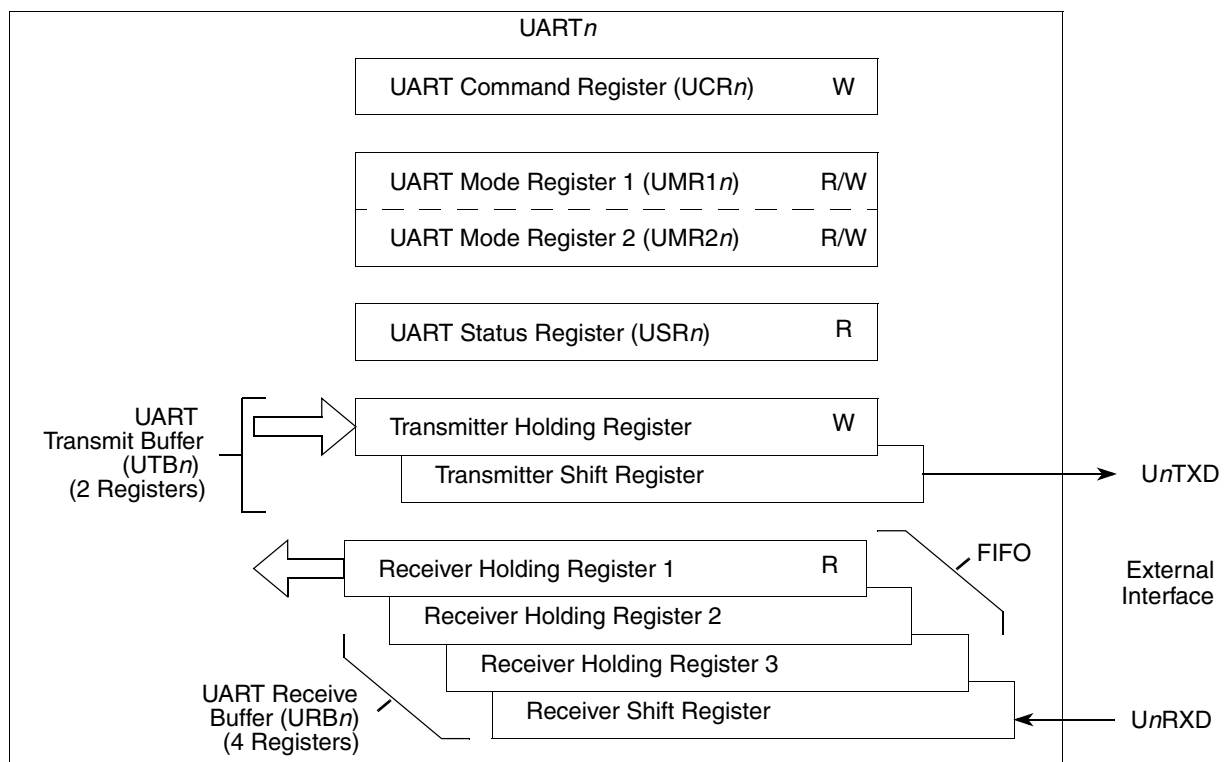 UARTn
UART Command Register (UCRn) W
UART Mode Register 1 (UMR1n) R/W
UART Mode Register 2 (UMR2n) R/W
UART Status Register (USRn) R
UART
Transmit Buffer
(UTBn)
(2 Registers)
Transmitter Holding Register W
Transmitter Shift Register
UnTXD
Receiver Holding Register 1 R
FIFO
External
Interface
Receiver Holding Register 2
Receiver Holding Register 3
UART Receive
Buffer (URBn)
(4 Registers)
Receiver Shift Register
UnRXD